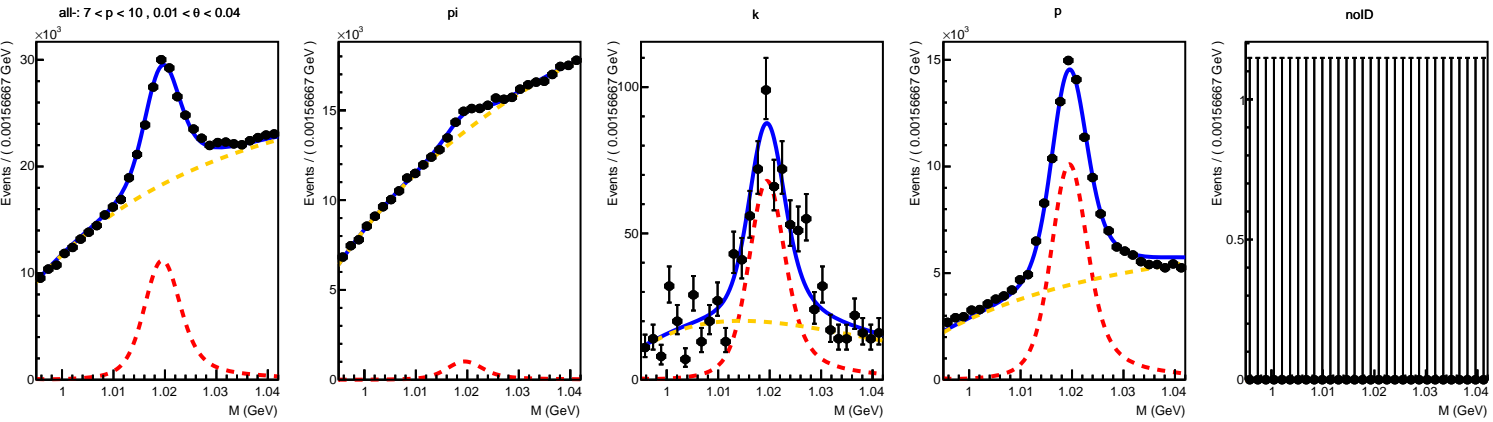 all-: 7 < p < 10 , 0.01 < θ < 0.04
×10³
Events / ( 0.00156667 GeV )
30
20
10
0
1 1.01 1.02 1.03 1.04
M (GeV)
pi
×10³
Events / ( 0.00156667 GeV )
15
10
5
0
1 1.01 1.02 1.03 1.04
M (GeV)
k
Events / ( 0.00156667 GeV )
100
50
0
1 1.01 1.02 1.03 1.04
M (GeV)
p
×10³
Events / ( 0.00156667 GeV )
15
10
5
0
1 1.01 1.02 1.03 1.04
M (GeV)
noID
Events / ( 0.00156667 GeV )
1
0.5
0
1 1.01 1.02 1.03 1.04
M (GeV)